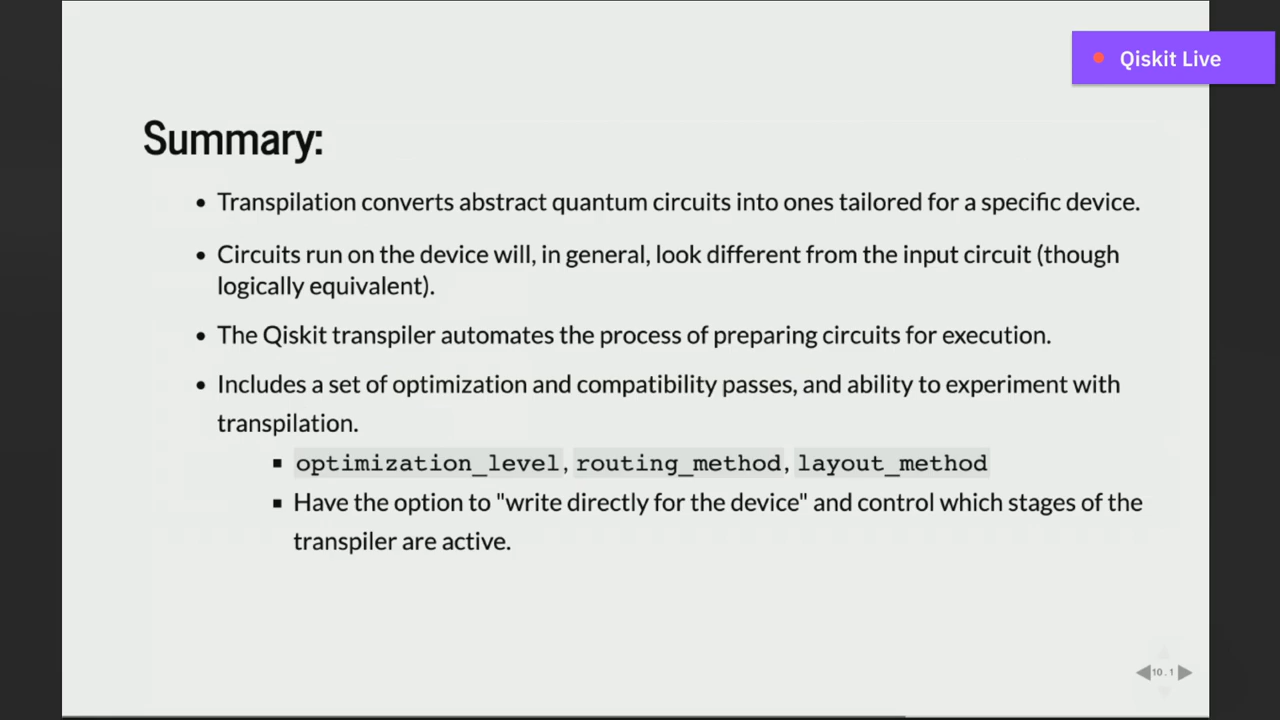 Qiskit Live
Summary:
• Transpilation converts abstract quantum circuits into ones tailored for a specific device.
• Circuits run on the device will, in general, look different from the input circuit (though
logically equivalent).
• The Qiskit transpiler automates the process of preparing circuits for execution.
• Includes a set of optimization and compatibility passes, and ability to experiment with
transpilation.
▪ optimization_level, routing_method, layout_method
▪ Have the option to "write directly for the device" and control which stages of the
transpiler are active.
10.1